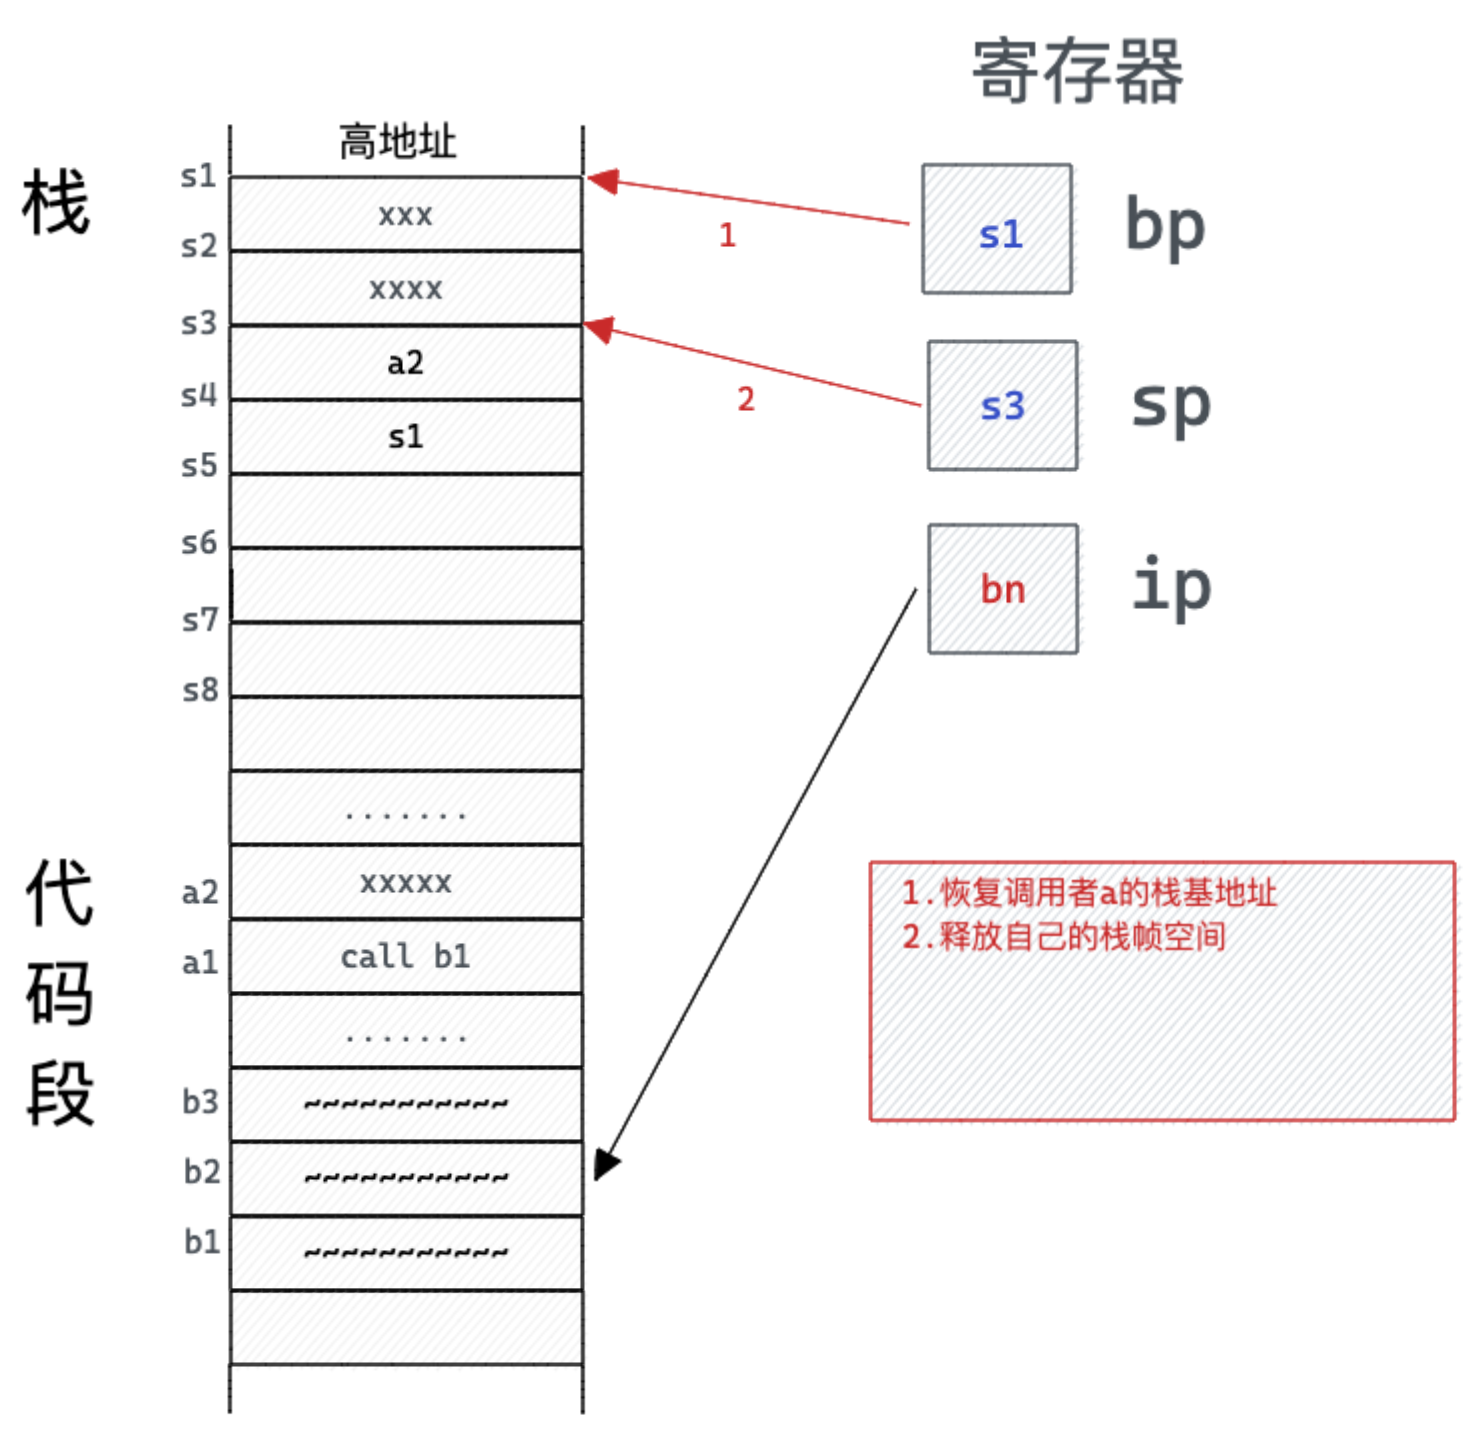 寄存器
高地址
栈
s1
xxx
s2
xxxx
s3
a2
s4
s1
s5
s6
s7
s8
.......
代码段
a2
xxxxx
a1
call b1
.......
b3
~~~~~~~~~~~
b2
~~~~~~~~~~~
b1
~~~~~~~~~~~
1
s1
bp
2
s3
sp
bn
ip
1.恢复调用者a的栈基地址
2.释放自己的栈帧空间